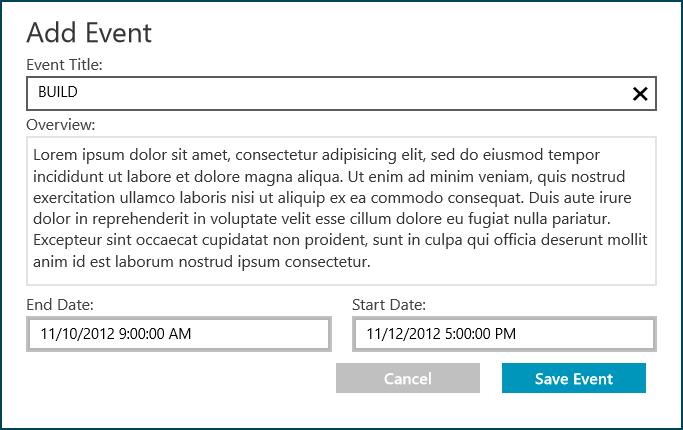 Add Event
Event Title:
BUILD
Overview:
Lorem ipsum dolor sit amet, consectetur adipisicing elit, sed do eiusmod tempor
incididunt ut labore et dolore magna aliqua. Ut enim ad minim veniam, quis nostrud
exercitation ullamco laboris nisi ut aliquip ex ea commodo consequat. Duis aute irure
dolor in reprehenderit in voluptate velit esse cillum dolore eu fugiat nulla pariatur.
Excepteur sint occaecat cupidatat non proident, sunt in culpa qui officia deserunt mollit
anim id est laborum nostrud ipsum consectetur.
End Date: Start Date:
11/10/2012 9:00:00 AM 11/12/2012 5:00:00 PM
Cancel Save Event